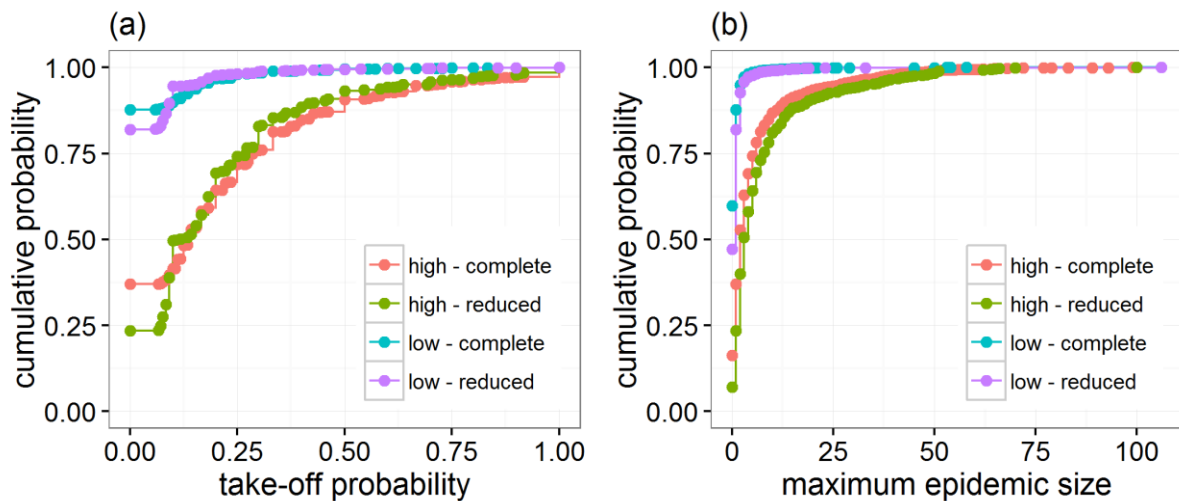 (a)
cumulative probability
1.00
0.75
0.50
0.25
0.00
high - complete
high - reduced
low - complete
low - reduced
0.00 0.25 0.50 0.75 1.00
take-off probability
(b)
cumulative probability
1.00
0.75
0.50
0.25
0.00
high - complete
high - reduced
low - complete
low - reduced
0 25 50 75 100
maximum epidemic size